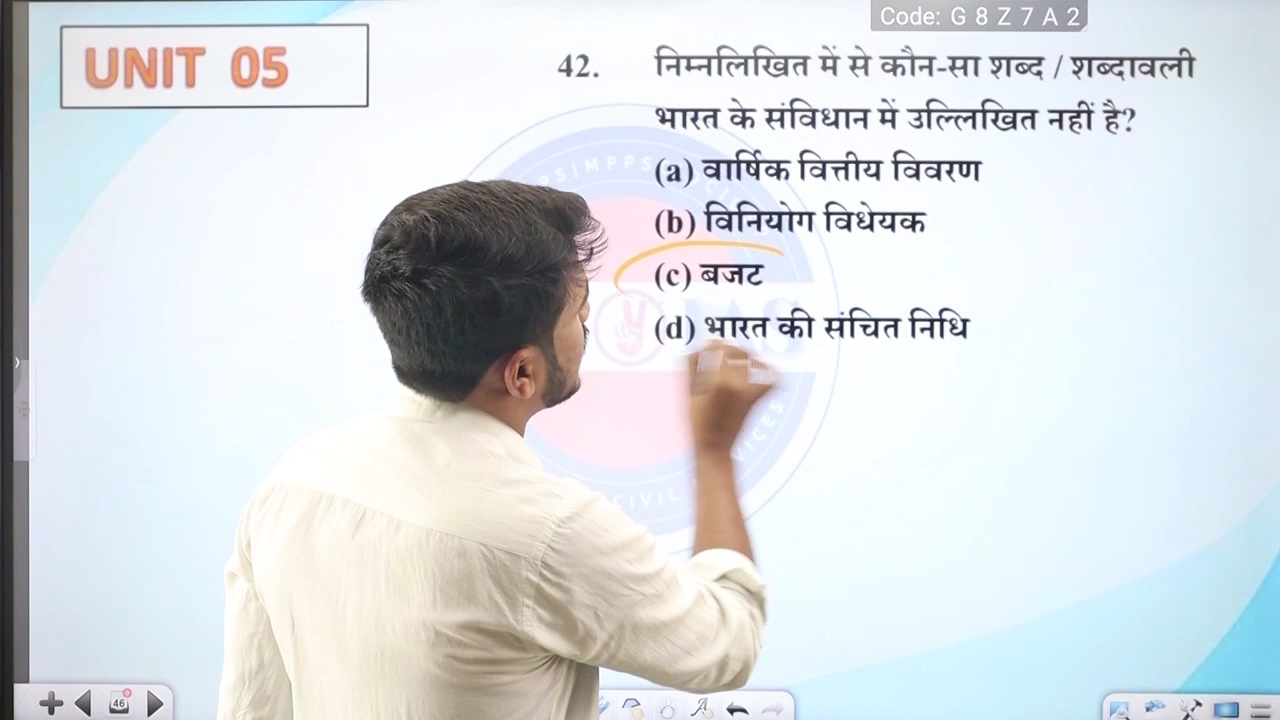 Code: G 8 Z 7 A 2
UNIT 05
42. निम्नलिखित में से कौन-सा शब्द / शब्दावली
भारत के संविधान में उल्लिखित नहीं है?
(a) वार्षिक वित्तीय विवरण
(b) विनियोग विधेयक
(c) बजट
(d) भारत की संचित निधि
CIVIL
46